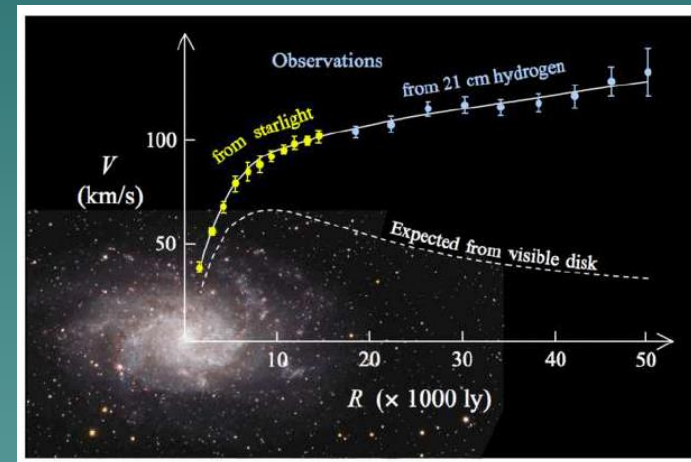 Observations
from 21 cm hydrogen
from starlight
100
V
(km/s)
50
Expected from visible disk
10
20
30
40
50
R (× 1000 ly)